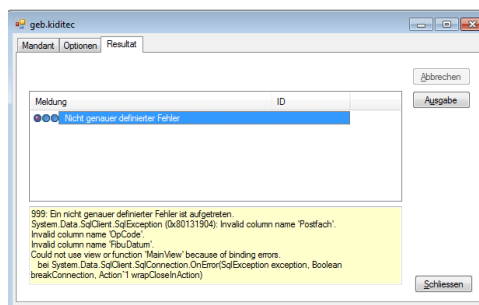 geb.kiditec
Mandant Optionen Resultat
Abbrechen
Meldung ID
Ausgabe
Nicht genauer definierter Fehler
999: Ein nicht genauer definierter Fehler ist aufgetreten.
System.Data.SqlClient.SqlException (0x80131904): Invalid column name 'Postfach'.
Invalid column name 'OpCode'.
Invalid column name 'FibuDatum'.
Could not use view or function 'MainView' because of binding errors.
bei System.Data.SqlClient.SqlConnection.OnError(SqlException exception, Boolean
breakConnection, Action`1 wrapCloseInAction)
Schliessen